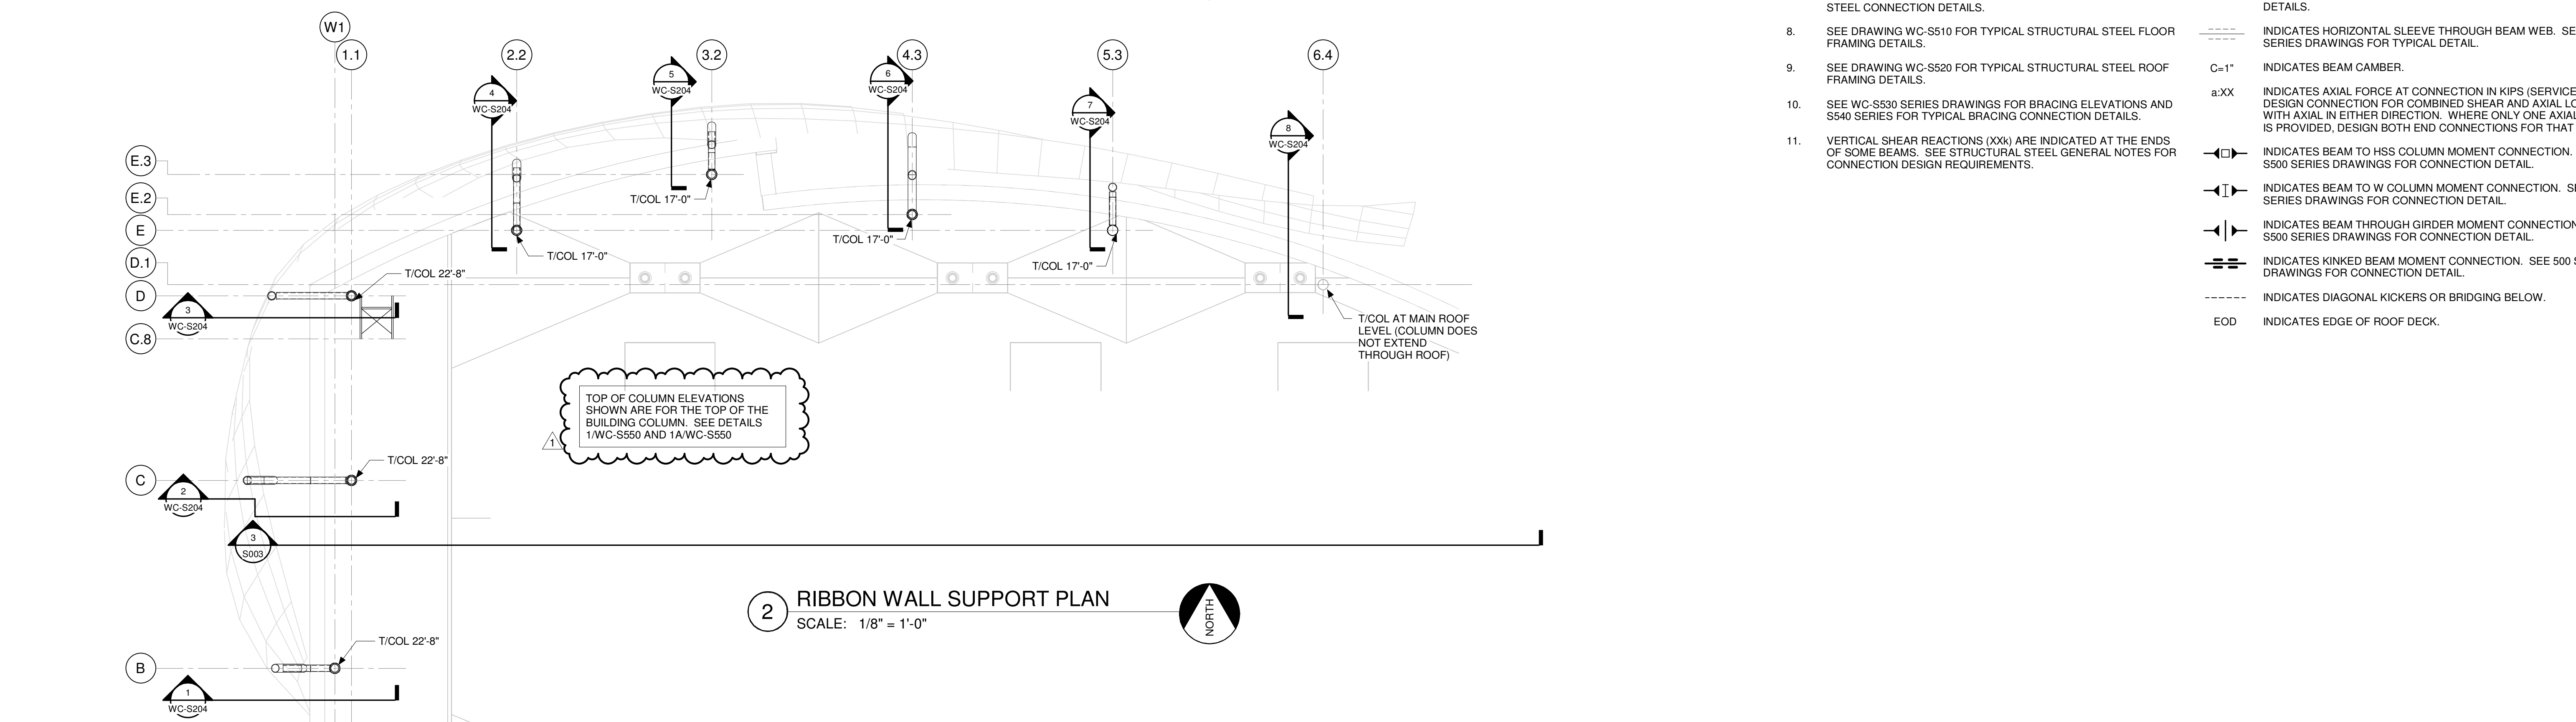 W1
1.1
2.2
3.2
4.3
5.3
6.4
E.3
E.2
E
D.1
D
C.8
C
B
4
WC-S204
5
WC-S204
6
WC-S204
7
WC-S204
8
WC-S204
3
WC-S204
2
WC-S204
3
S003
1
WC-S204
T/COL 17'-0"
T/COL 17'-0"
T/COL 17'-0"
T/COL 17'-0"
T/COL 22'-8"
T/COL 22'-8"
T/COL 22'-8"
T/COL AT MAIN ROOF
LEVEL (COLUMN DOES
NOT EXTEND
THROUGH ROOF)
TOP OF COLUMN ELEVATIONS
SHOWN ARE FOR THE TOP OF THE
BUILDING COLUMN. SEE DETAILS
1/WC-S550 AND 1A/WC-S550
1
2
RIBBON WALL SUPPORT PLAN
SCALE: 1/8" = 1'-0"
NORTH
STEEL CONNECTION DETAILS.
8. SEE DRAWING WC-S510 FOR TYPICAL STRUCTURAL STEEL FLOOR
FRAMING DETAILS.
9. SEE DRAWING WC-S520 FOR TYPICAL STRUCTURAL STEEL ROOF
FRAMING DETAILS.
10. SEE WC-S530 SERIES DRAWINGS FOR BRACING ELEVATIONS AND
S540 SERIES FOR TYPICAL BRACING CONNECTION DETAILS.
11. VERTICAL SHEAR REACTIONS (XXk) ARE INDICATED AT THE ENDS
OF SOME BEAMS. SEE STRUCTURAL STEEL GENERAL NOTES FOR
CONNECTION DESIGN REQUIREMENTS.
DETAILS.
INDICATES HORIZONTAL SLEEVE THROUGH BEAM WEB. SE
SERIES DRAWINGS FOR TYPICAL DETAIL.
C=1" INDICATES BEAM CAMBER.
a:XX INDICATES AXIAL FORCE AT CONNECTION IN KIPS (SERVICE
DESIGN CONNECTION FOR COMBINED SHEAR AND AXIAL LO
WITH AXIAL IN EITHER DIRECTION. WHERE ONLY ONE AXIAL
IS PROVIDED, DESIGN BOTH END CONNECTIONS FOR THAT
INDICATES BEAM TO HSS COLUMN MOMENT CONNECTION.
S500 SERIES DRAWINGS FOR CONNECTION DETAIL.
INDICATES BEAM TO W COLUMN MOMENT CONNECTION. S
SERIES DRAWINGS FOR CONNECTION DETAIL.
INDICATES BEAM THROUGH GIRDER MOMENT CONNECTION
S500 SERIES DRAWINGS FOR CONNECTION DETAIL.
INDICATES KINKED BEAM MOMENT CONNECTION. SEE 500 S
DRAWINGS FOR CONNECTION DETAIL.
INDICATES DIAGONAL KICKERS OR BRIDGING BELOW.
EOD INDICATES EDGE OF ROOF DECK.